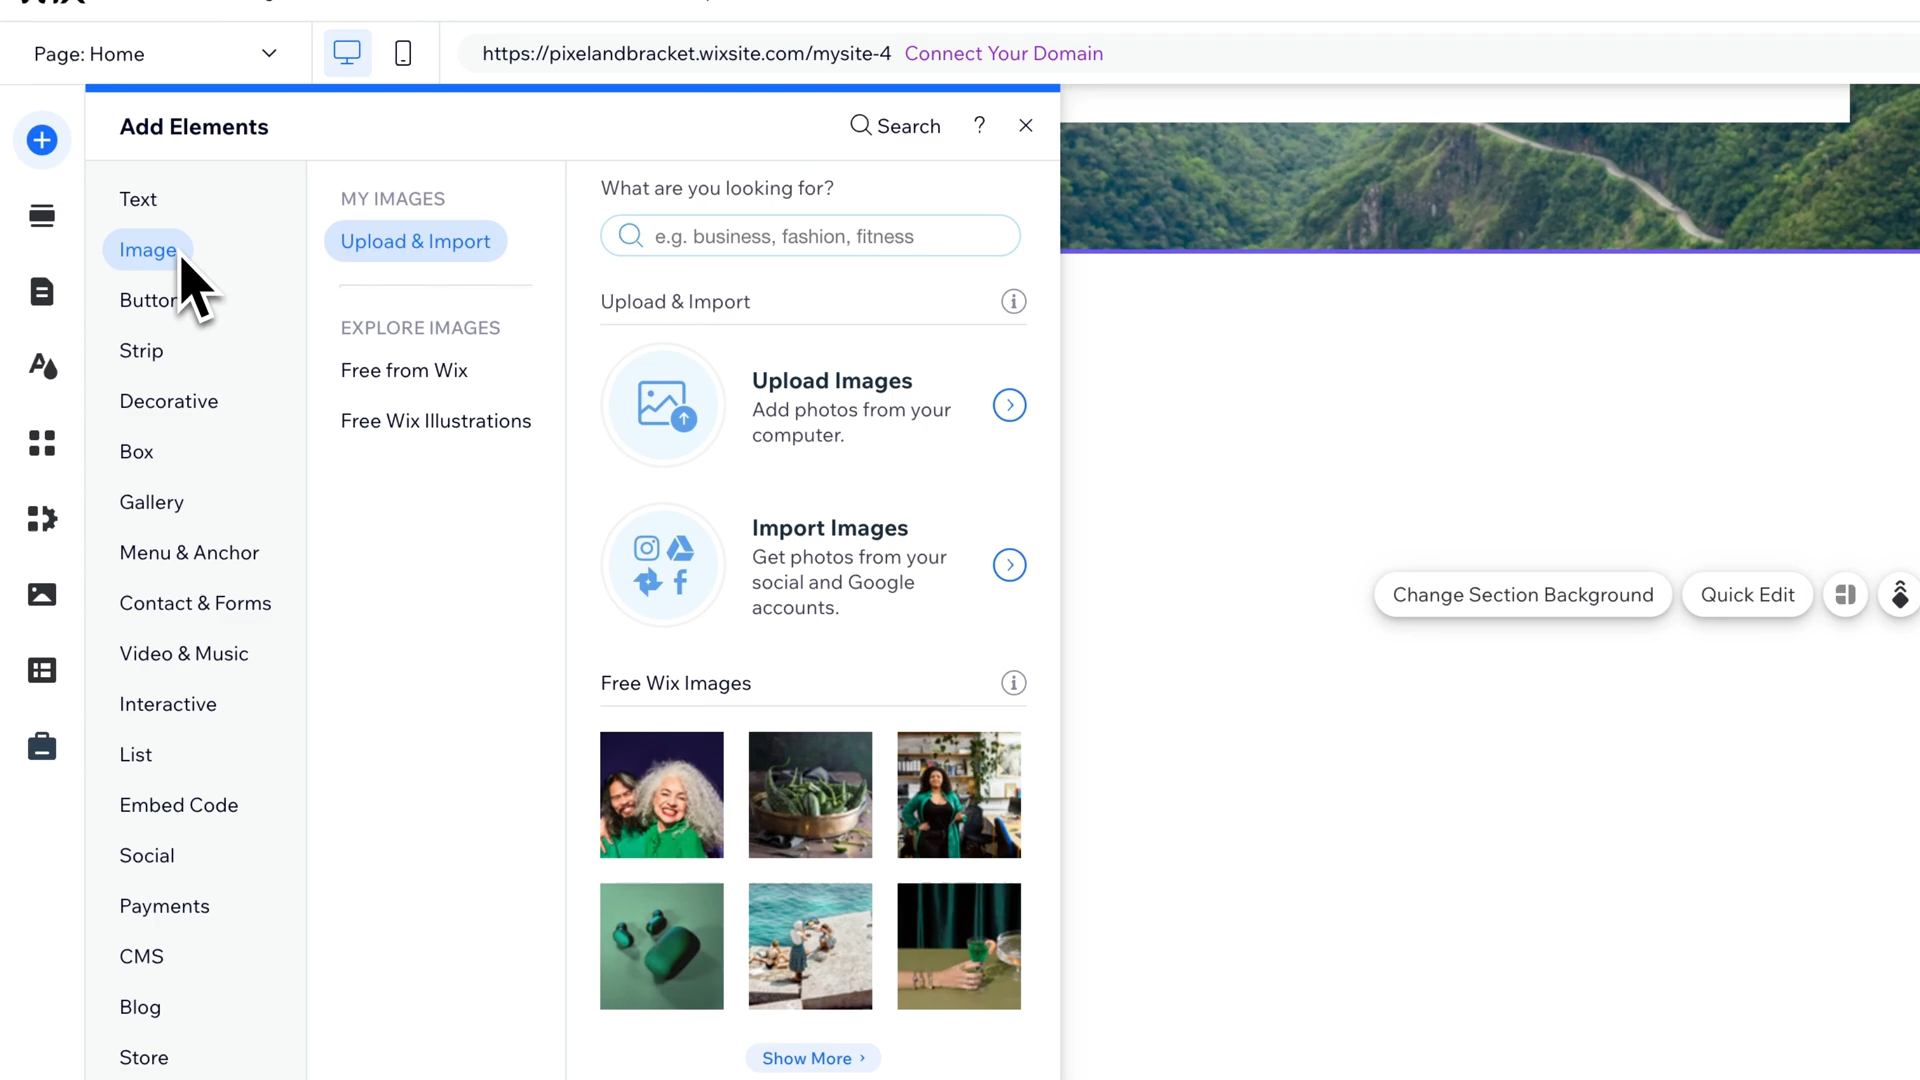 Page: Home
https://pixelandbracket.wixsite.com/mysite-4 Connect Your Domain
Add Elements
Search
?
Text
Image
Button
Strip
Decorative
Box
Gallery
Menu & Anchor
Contact & Forms
Video & Music
Interactive
List
Embed Code
Social
Payments
CMS
Blog
Store
MY IMAGES
Upload & Import
EXPLORE IMAGES
Free from Wix
Free Wix Illustrations
What are you looking for?
e.g. business, fashion, fitness
Upload & Import
Upload Images
Add photos from your
computer.
Import Images
Get photos from your
social and Google
accounts.
Free Wix Images
Show More
Change Section Background
Quick Edit